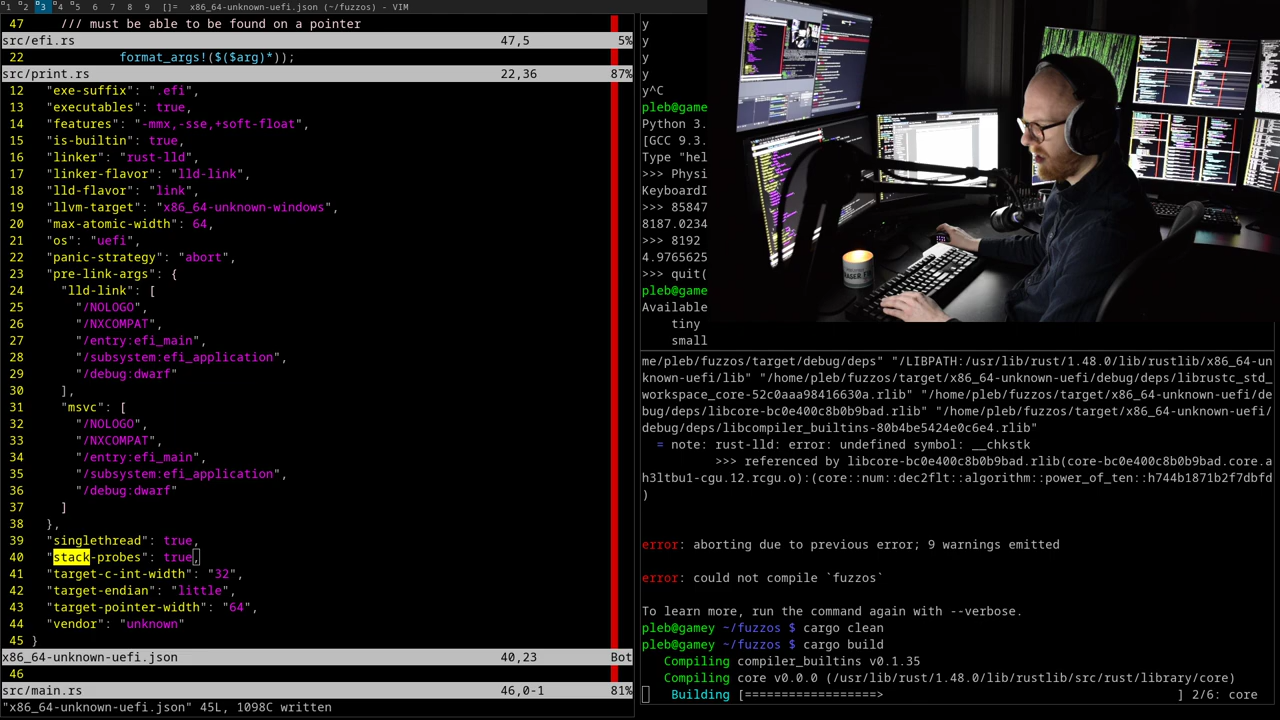 1 2 3 4 5 6 7 8 9 []= x86_64-unknown-uefi.json (~/fuzzos) - VIM
47 /// must be able to be found on a pointer
src/efi.rs 47,5 5%
22 format_args!($($arg)*));
src/print.rs 22,36 87%
12 "exe-suffix": ".efi",
13 "executables": true,
14 "features": "-mmx,-sse,+soft-float",
15 "is-builtin": true,
16 "linker": "rust-lld",
17 "linker-flavor": "lld-link",
18 "lld-flavor": "link",
19 "llvm-target": "x86_64-unknown-windows",
20 "max-atomic-width": 64,
21 "os": "uefi",
22 "panic-strategy": "abort",
23 "pre-link-args": {
24 "lld-link": [
25 "/NOLOGO",
26 "/NXCOMPAT",
27 "/entry:efi_main",
28 "/subsystem:efi_application",
29 "/debug:dwarf"
30 ],
31 "msvc": [
32 "/NOLOGO",
33 "/NXCOMPAT",
34 "/entry:efi_main",
35 "/subsystem:efi_application",
36 "/debug:dwarf"
37 ]
38 },
39 "singlethread": true,
40 "stack-probes": true,
41 "target-c-int-width": "32",
42 "target-endian": "little",
43 "target-pointer-width": "64",
44 "vendor": "unknown"
45 }
x86_64-unknown-uefi.json 40,23 Bot
46
src/main.rs 46,0-1 81%
"x86_64-unknown-uefi.json" 45L, 1098C written
y
y
y
y
y^C
pleb@game
Python 3.
[GCC 9.3.
Type "hel
>>> Physi
KeyboardI
>>> 85847
8187.0234
>>> 8192
4.9765625
>>> quit(
pleb@game
Available
tiny
small
me/pleb/fuzzos/target/debug/deps" "/LIBPATH:/usr/lib/rust/1.48.0/lib/rustlib/x86_64-un
known-uefi/lib" "/home/pleb/fuzzos/target/x86_64-unknown-uefi/debug/deps/librustc_std_
workspace_core-52c0aaa98416630a.rlib" "/home/pleb/fuzzos/target/x86_64-unknown-uefi/de
bug/deps/libcore-bc0e400c8b0b9bad.rlib" "/home/pleb/fuzzos/target/x86_64-unknown-uefi/
debug/deps/libcompiler_builtins-80b4be5424e0c6e4.rlib"
= note: rust-lld: error: undefined symbol: __chkstk
>>> referenced by libcore-bc0e400c8b0b9bad.rlib(core-bc0e400c8b0b9bad.core.a
h3ltbu1-cgu.12.rcgu.o):(core::num::dec2flt::algorithm::power_of_ten::h744b1871b2f7dbfd
)
error: aborting due to previous error; 9 warnings emitted
error: could not compile `fuzzos`
To learn more, run the command again with --verbose.
pleb@gamey ~/fuzzos $ cargo clean
pleb@gamey ~/fuzzos $ cargo build
Compiling compiler_builtins v0.1.35
Compiling core v0.0.0 (/usr/lib/rust/1.48.0/lib/rustlib/src/rust/library/core)
Building [==================> ] 2/6: core